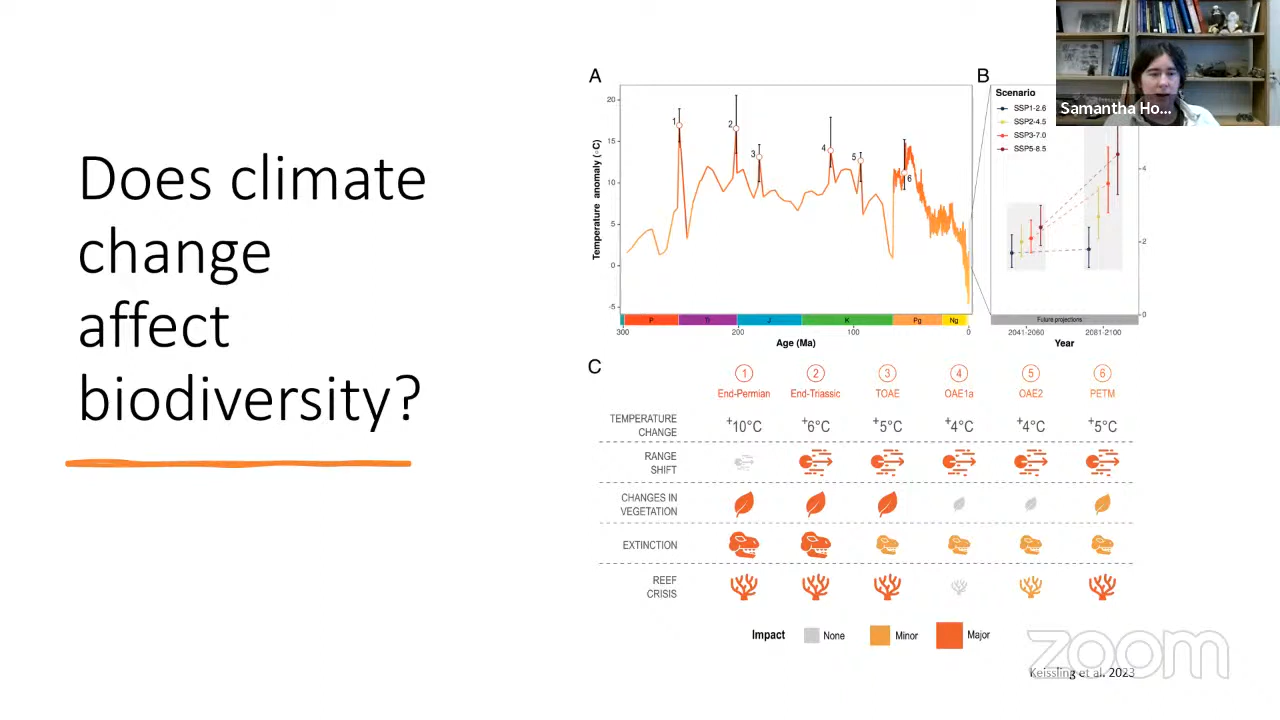 Does climate
change
affect
biodiversity?
A
B
Temperature anomaly (°C)
20
15
10
5
0
-5
1
2
3
4
5
6
P
Tr
J
K
Pg
Ng
300
200
100
0
Age (Ma)
Scenario
SSP1-2.6
SSP2-4.5
SSP3-7.0
SSP5-8.5
4
2
0
Future projections
2041-2060
2081-2100
Year
Samantha Ho...
C
1 2 3 4 5 6
End-Permian End-Triassic TOAE OAE1a OAE2 PETM
TEMPERATURE
CHANGE
+10°C +6°C +5°C +4°C +4°C +5°C
RANGE
SHIFT
CHANGES IN
VEGETATION
EXTINCTION
REEF
CRISIS
Impact None Minor Major
zoom
Keissling et al. 2023